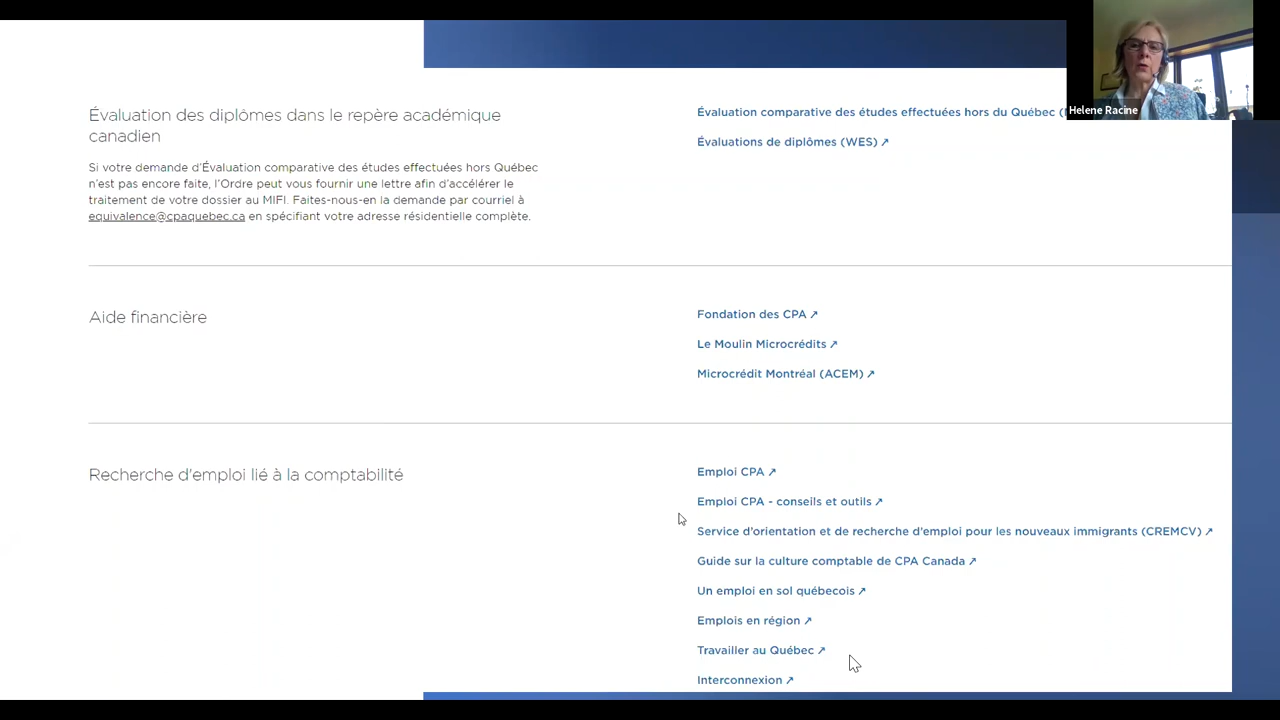 Helene Racine
Évaluation des diplômes dans le repère académique
canadien
Si votre demande d'Évaluation comparative des études effectuées hors Québec
n'est pas encore faite, l'Ordre peut vous fournir une lettre afin d'accélérer le
traitement de votre dossier au MIFI. Faites-nous-en la demande par courriel à
equivalence@cpaquebec.ca en spécifiant votre adresse résidentielle complète.
Évaluation comparative des études effectuées hors du Québec (
Évaluations de diplômes (WES) ↗
Aide financière
Fondation des CPA ↗
Le Moulin Microcrédits ↗
Microcrédit Montréal (ACEM) ↗
Recherche d'emploi lié à la comptabilité
Emploi CPA ↗
Emploi CPA - conseils et outils ↗
Service d'orientation et de recherche d'emploi pour les nouveaux immigrants (CREMCV) ↗
Guide sur la culture comptable de CPA Canada ↗
Un emploi en sol québecois ↗
Emplois en région ↗
Travailler au Québec ↗
Interconnexion ↗